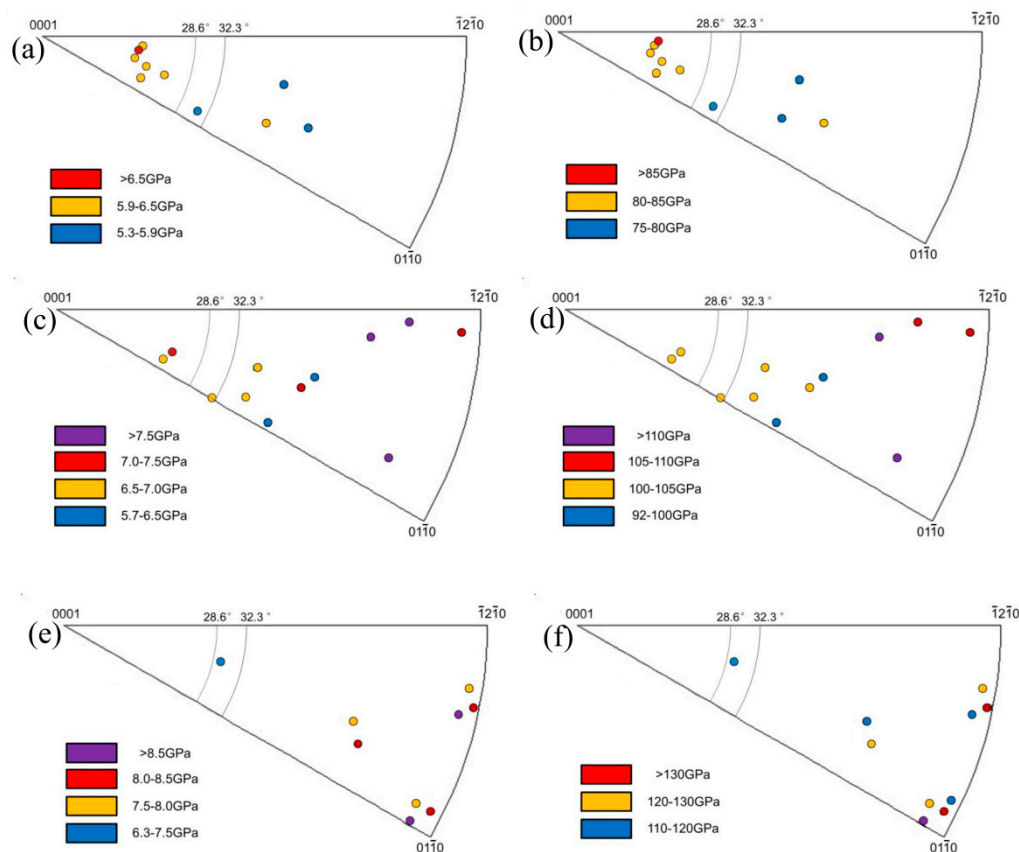 (a)
0001
28.6°
32.3°
1̄21̄0
>6.5GPa
5.9-6.5GPa
5.3-5.9GPa
011̄0
(b)
0001
28.6°
32.3°
1̄2̄1̄0
>85GPa
80-85GPa
75-80GPa
011̄0
(c)
0001
28.6°
32.3°
1̄21̄0
>7.5GPa
7.0-7.5GPa
6.5-7.0GPa
5.7-6.5GPa
011̄0
(d)
0001
28.6°
32.3°
1̄21̄0
>110GPa
105-110GPa
100-105GPa
92-100GPa
011̄0
(e)
0001
28.6°
32.3°
1̄21̄0
>8.5GPa
8.0-8.5GPa
7.5-8.0GPa
6.3-7.5GPa
011̄0
(f)
0001
28.6°
32.3°
1̄21̄0
>130GPa
120-130GPa
110-120GPa
011̄0